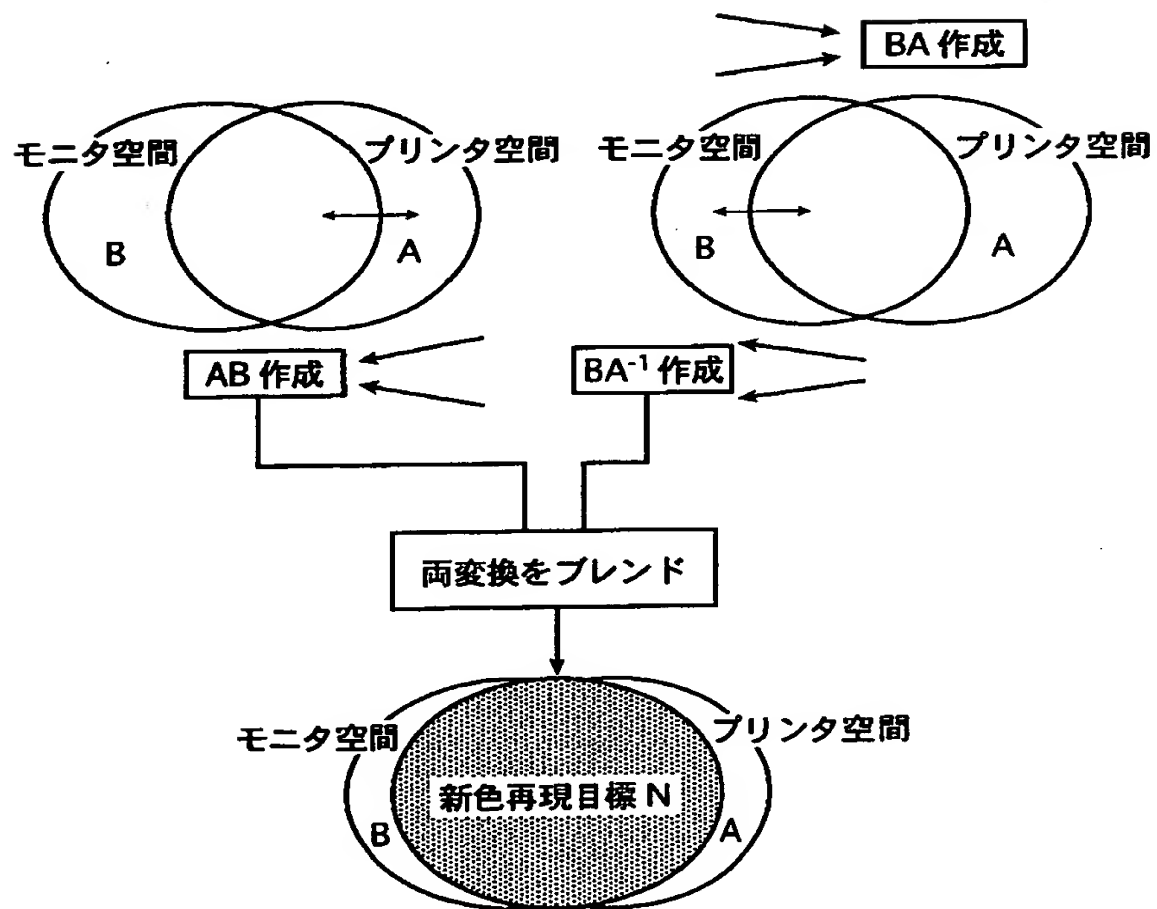 BA 作成
モニタ空間
プリンタ空間
B
A
モニタ空間
プリンタ空間
B
A
AB 作成
BA⁻¹ 作成
両変換をブレンド
モニタ空間
プリンタ空間
新色再現目標 N
B
A